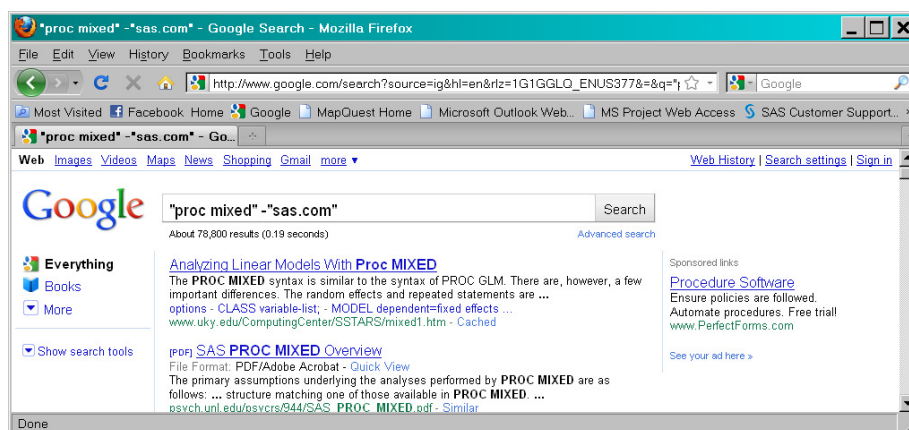 "proc mixed" -"sas.com" - Google Search - Mozilla Firefox
File Edit View History Bookmarks Tools Help
http://www.google.com/search?source=ig&hl=en&rlz=1G1GGLQ_ENUS377&=&q="p Google
Most Visited Facebook Home Google MapQuest Home Microsoft Outlook Web... MS Project Web Access SAS Customer Support...
"proc mixed" -"sas.com" - Go...
Web Images Videos Maps News Shopping Gmail more ▼ Web History | Search settings | Sign in
Google "proc mixed" -"sas.com" Search
About 78,800 results (0.19 seconds) Advanced search
Everything
Books
More
Show search tools
Analyzing Linear Models With Proc MIXED
The PROC MIXED syntax is similar to the syntax of PROC GLM. There are, however, a few
important differences. The random effects and repeated statements are ...
options - CLASS variable-list; - MODEL dependent=fixed effects ...
www.uky.edu/ComputingCenter/SSTARS/mixed1.htm - Cached
[PDF] SAS PROC MIXED Overview
File Format: PDF/Adobe Acrobat - Quick View
The primary assumptions underlying the analyses performed by PROC MIXED are as
follows: ... structure matching one of those available in PROC MIXED. ...
psych.unl.edu/psycrs/944/SAS_PROC_MIXED.pdf - Similar
Sponsored links
Procedure Software
Ensure policies are followed.
Automate procedures. Free trial!
www.PerfectForms.com
See your ad here »
Done